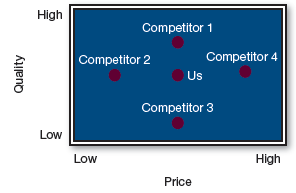 High
Competitor 1
Competitor 4
Competitor 2
Us
Quality
Competitor 3
Low
Low
High
Price